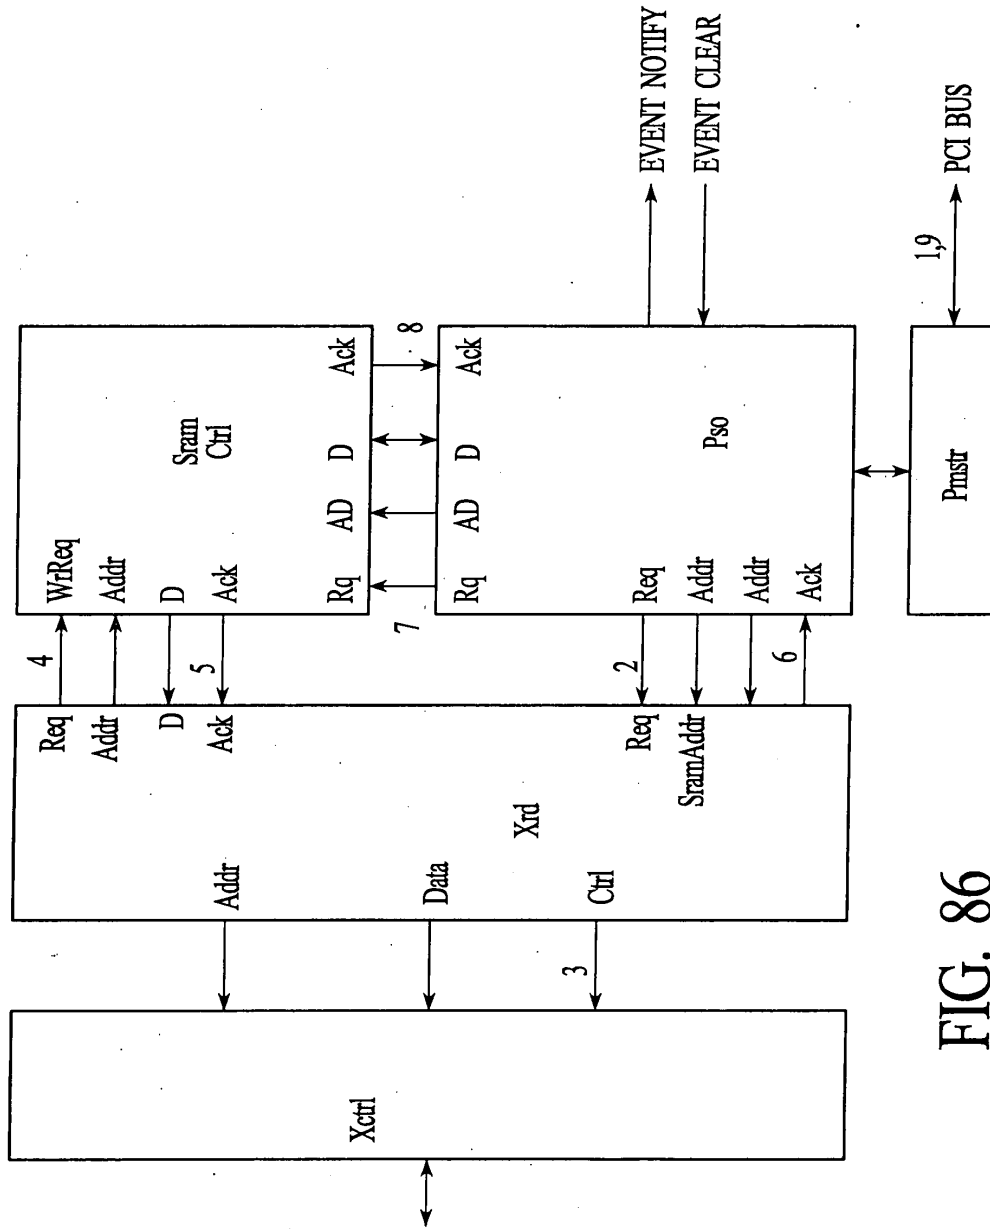 Xctrl
Addr
Data
Ctrl
3
Xrd
Req
Addr
D
Ack
Req
SramAddr
4
5
2
6
WrReq
Addr
D
Ack
Sram
Ctrl
Rq
AD
D
Ack
7
8
Rq
AD
D
Ack
Req
Addr
Addr
Ack
Pso
EVENT NOTIFY
EVENT CLEAR
Pmstr
1,9
PCI BUS
FIG. 86